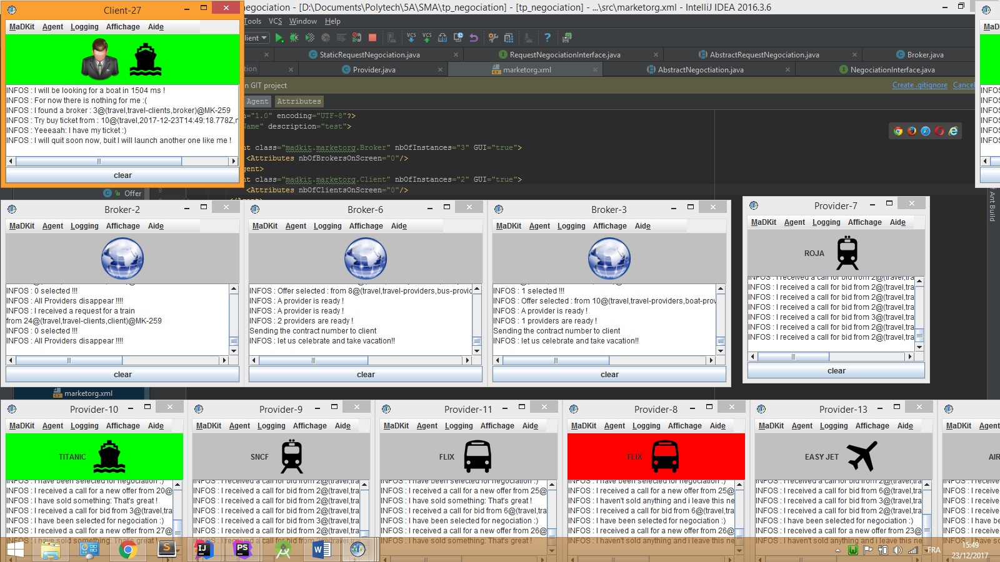 Client-27
MaDKit Agent Logging Affichage Aide
INFOS : I will be looking for a boat in 1504 ms !
INFOS : For now there is nothing for me :(
INFOS : I found a broker : 3@(travel,travel-clients,broker)@MK-259
INFOS : Try buy ticket from : 10@(travel,2017-12-23T14:49:18.778Z,
INFOS : Yeeeaah: I have my ticket :)
INFOS : I will quit soon now, buit I will launch another one like me !
clear
negociation - [D:\Documents\Polytech\5A\SMA\tp_negociation] - [tp_negociation] - ...\src\marketorg.xml - IntelliJ IDEA 2016.3.6
Tools VCS Window Help
lient
StaticRequestNegociation.java RequestNegociationInterface.java AbstractRequestNegociation.java Broker.java
Provider.java marketorg.xml AbstractNegoctiation.java NegociationInterface.java
n GIT project
Create .gitignore Cancel
Agent Attributes
="1.0" encoding="UTF-8"?>
Name" description="test">
nt class="madkit.marketorg.Broker" nbOfInstances="3" GUI="true">
<Attributes nbOfBrokersOnScreen="0"/>
gent>
nt class="madkit.marketorg.Client" nbOfInstances="2" GUI="true">
<Attributes nbOfClientsOnScreen="0"/>
Offer
Ant Build
MaDK
INFOS
INFOS
INFOS
INFOS
INFOS
INFOS
Broker-2
MaDKit Agent Logging Affichage Aide
INFOS : 0 selected !!!
INFOS : All Providers disappear !!!!
INFOS : I received a request for a train
from 24@(travel,travel-clients,client)@MK-259
INFOS : 0 selected !!!
INFOS : All Providers disappear !!!!
clear
Broker-6
MaDKit Agent Logging Affichage Aide
INFOS : Offer selected : from 8@(travel,travel-providers,bus-provid
INFOS : A provider is ready !
INFOS : A provider is ready !
INFOS : 2 providers are ready !
Sending the contract number to client
INFOS : let us celebrate and take vacation!!
clear
Broker-3
MaDKit Agent Logging Affichage Aide
INFOS : 1 selected !!!
INFOS : Offer selected : from 10@(travel,travel-providers,boat-prov
INFOS : A provider is ready !
INFOS : 1 providers are ready !
Sending the contract number to client
INFOS : let us celebrate and take vacation!!
clear
Provider-7
MaDKit Agent Logging Affichage Aide
ROJA
INFOS : I received a call for bid from 2@(travel,tra
INFOS : I received a call for bid from 2@(travel,tra
INFOS : I received a call for bid from 2@(travel,tra
INFOS : I received a call for bid from 2@(travel,tra
INFOS : I received a call for bid from 3@(travel,tra
INFOS : I received a call for bid from 2@(travel,tra
INFOS : I received a call for bid from 2@(travel,tra
clear
marketorg.xml
Provider-10
MaDKit Agent Logging Affichage Aide
TITANIC
INFOS : I have been selected for negociation :)
INFOS : I received a call for a new offer from 20@
INFOS : I have sold something: That's great !
INFOS : I received a call for bid from 3@(travel,tra
INFOS : I have been selected for negociation :)
INFOS : I received a call for a new offer from 27@
INFOS : I have sold something: That's great !
Provider-9
MaDKit Agent Logging Affichage Aide
SNCF
INFOS : I received a call for bid from 2@(travel,tra
INFOS : I received a call for bid from 2@(travel,tra
INFOS : I received a call for bid from 2@(travel,tra
INFOS : I received a call for bid from 2@(travel,tra
INFOS : I received a call for bid from 3@(travel,tra
INFOS : I received a call for bid from 2@(travel,tra
INFOS : I received a call for bid from 2@(travel,tra
Provider-11
MaDKit Agent Logging Affichage Aide
FLIX
INFOS : I have been selected for negociation :)
INFOS : I received a call for a new offer from 25@
INFOS : I have sold something: That's great !
INFOS : I received a call for bid from 6@(travel,tra
INFOS : I have been selected for negociation :)
INFOS : I received a call for a new offer from 26@
INFOS : I have sold something: That's great !
Provider-8
MaDKit Agent Logging Affichage Aide
FLIX
INFOS : I have been selected for negociation :)
INFOS : I received a call for a new offer from 25@
INFOS : I haven't sold anything and i leave this ne
INFOS : I received a call for bid from 6@(travel,tra
INFOS : I have been selected for negociation :)
INFOS : I received a call for a new offer from 26@
INFOS : I haven't sold anything and i leave this ne
Provider-13
MaDKit Agent Logging Affichage Aide
EASY JET
INFOS : I received a call for bid from 2@(travel,tra
INFOS : I received a call for bid from 6@(travel,tra
INFOS : I received a call for bid from 3@(travel,tra
INFOS : I received a call for bid from 2@(travel,tra
INFOS : I have been selected for negociation :)
INFOS : I received a call for a new offer from 23@
INFOS : I haven't sold anything and i leave this ne
MaDKit Agen
AIR
INFOS : I receive
INFOS : I receive
INFOS : I receive
INFOS : I have be
INFOS : I receive
FRA
15:49
23/12/2017